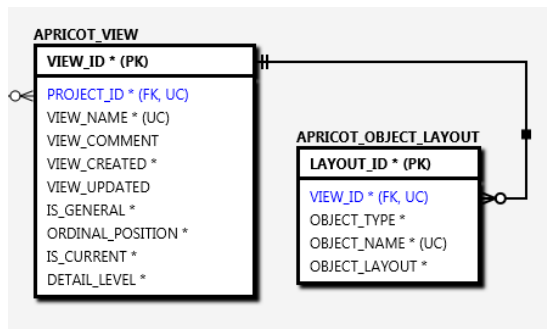 APRICOT_VIEW
VIEW_ID * (PK)
PROJECT_ID * (FK, UC)
VIEW_NAME * (UC)
VIEW_COMMENT
VIEW_CREATED *
VIEW_UPDATED
IS_GENERAL *
ORDINAL_POSITION *
IS_CURRENT *
DETAIL_LEVEL *
APRICOT_OBJECT_LAYOUT
LAYOUT_ID * (PK)
VIEW_ID * (FK, UC)
OBJECT_TYPE *
OBJECT_NAME * (UC)
OBJECT_LAYOUT *